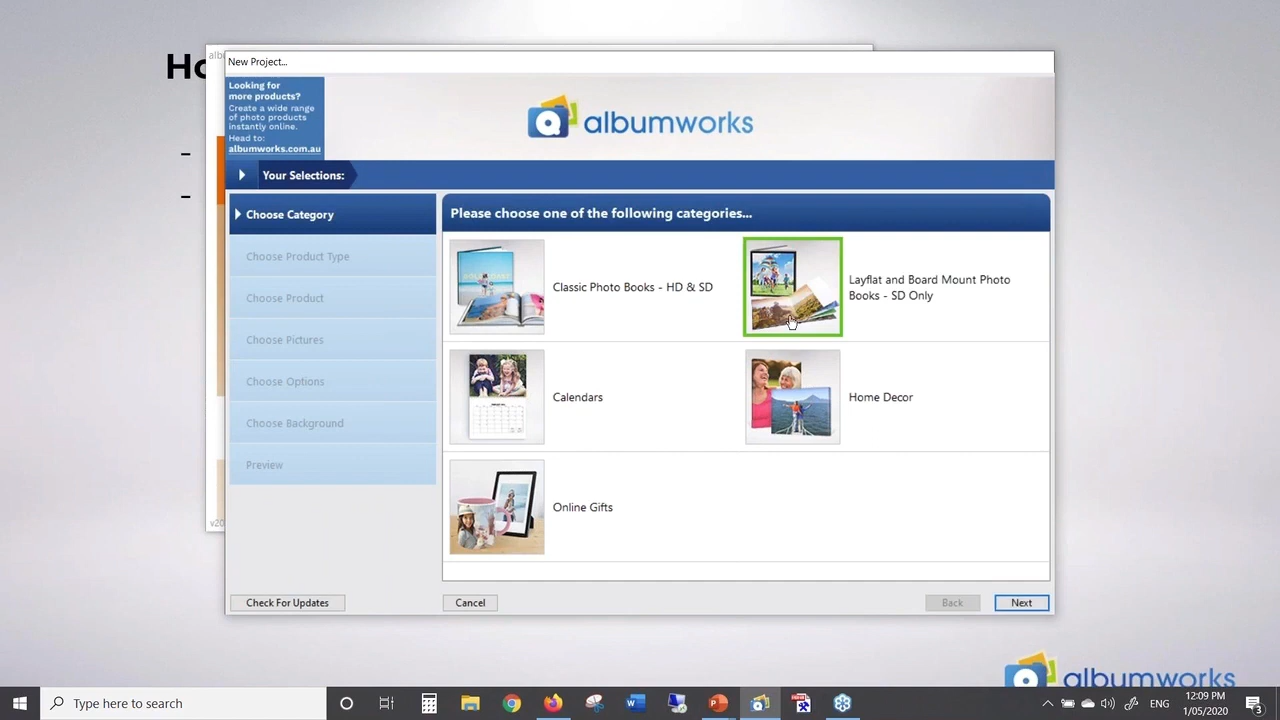 Ho
albu
New Project...
Looking for
more products?
Create a wide range
of photo products
instantly online.
Head to:
albumworks.com.au
albumworks
Your Selections:
Choose Category
Please choose one of the following categories...
Choose Product Type
Classic Photo Books - HD & SD
Layflat and Board Mount Photo
Books - SD Only
Choose Product
Choose Pictures
Choose Options
Calendars
Home Decor
Choose Background
Preview
Online Gifts
v20
Check For Updates
Cancel
Back
Next
albumworks
Type here to search
ENG
12:09 PM
1/05/2020
3